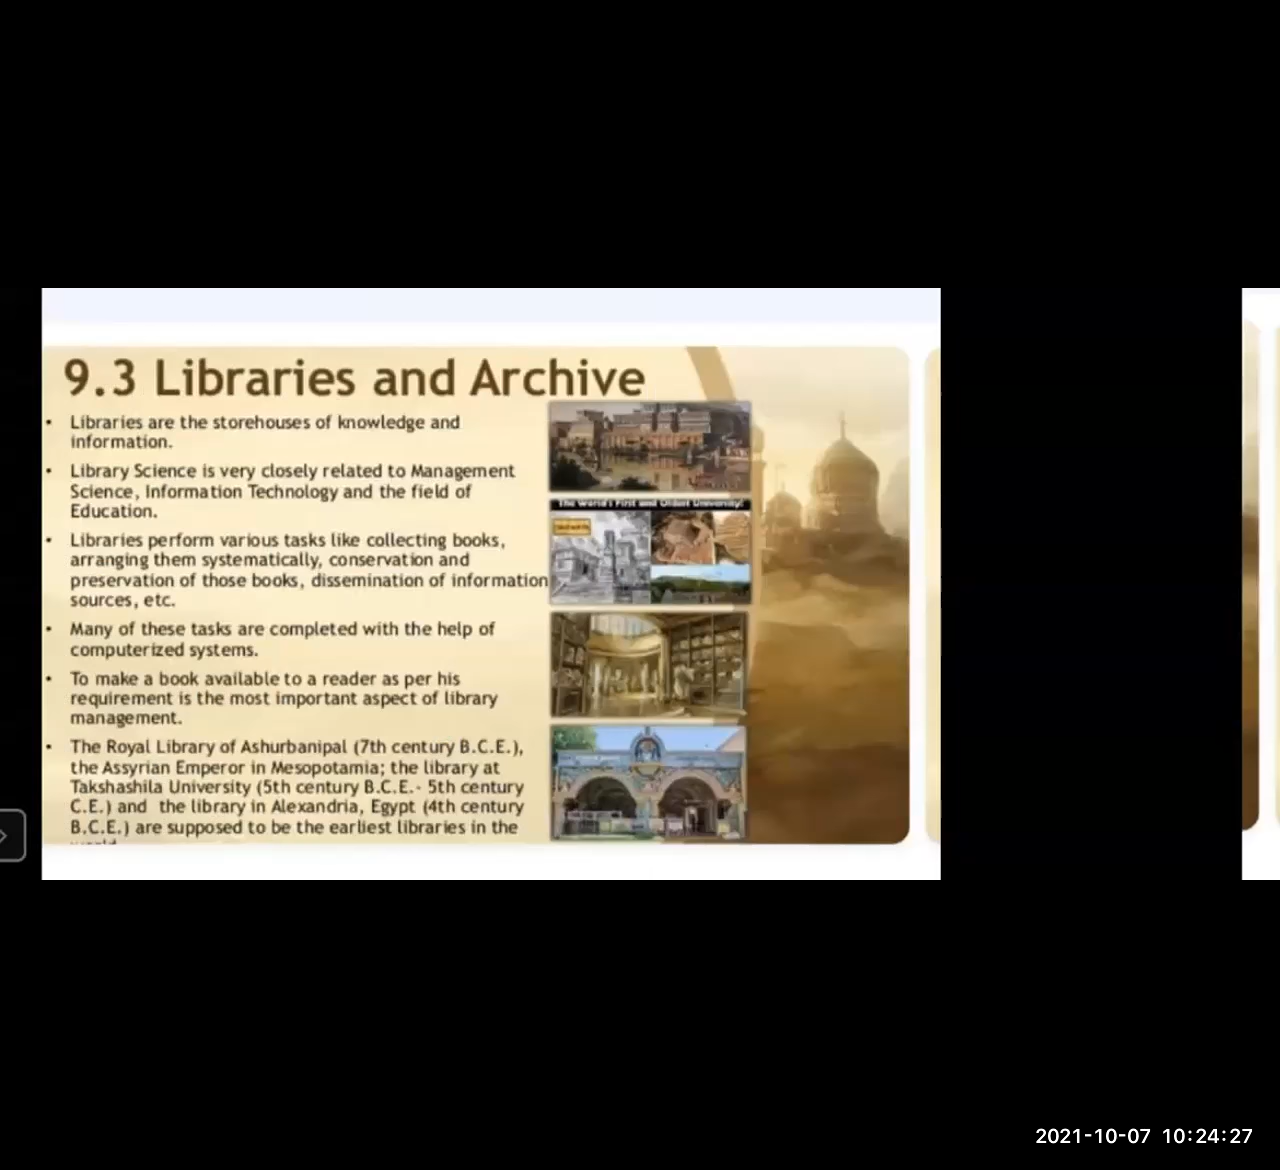 9.3 Libraries and Archive
• Libraries are the storehouses of knowledge and
information.
• Library Science is very closely related to Management
Science, Information Technology and the field of
Education.
• Libraries perform various tasks like collecting books,
arranging them systematically, conservation and
preservation of those books, dissemination of information
sources, etc.
• Many of these tasks are completed with the help of
computerized systems.
• To make a book available to a reader as per his
requirement is the most important aspect of library
management.
• The Royal Library of Ashurbanipal (7th century B.C.E.),
the Assyrian Emperor in Mesopotamia; the library at
Takshashila University (5th century B.C.E.- 5th century
C.E.) and the library in Alexandria, Egypt (4th century
B.C.E.) are supposed to be the earliest libraries in the
The World's First and Oldest University!
2021-10-07 10:24:27